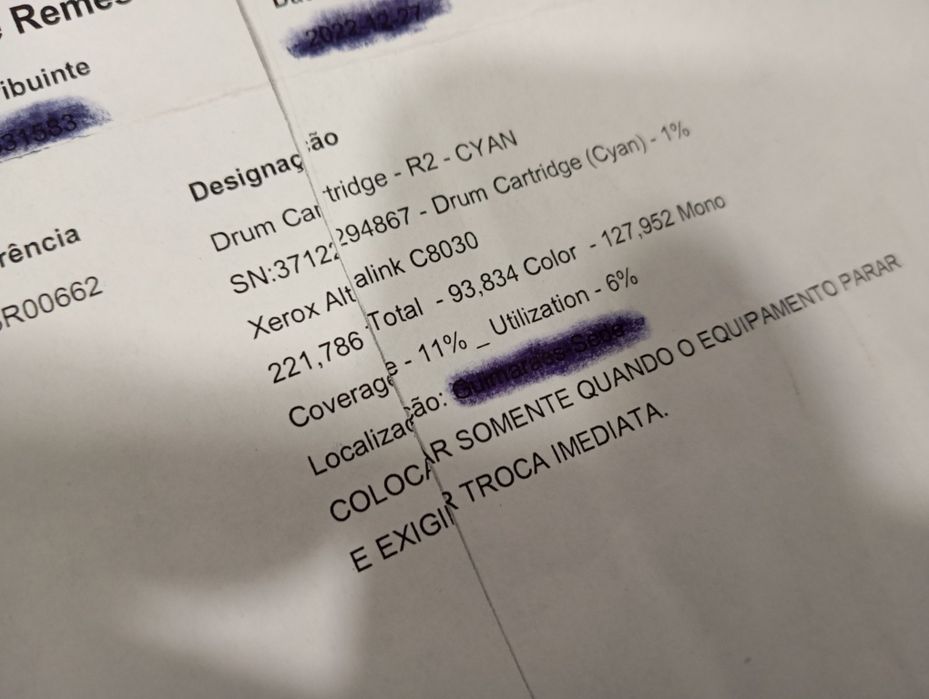 Remes
ibuinte
Designação
Drum Cartridge - R2 - CYAN
SN:3712294867 - Drum Cartridge (Cyan) - 1%
rência
R00662
Xerox Altalink C8030
221,786 Total - 93,834 Color - 127,952 Mono
Coverage - 11% _ Utilization - 6%
Localização:
COLOCAR SOMENTE QUANDO O EQUIPAMENTO PARAR
E EXIGIR TROCA IMEDIATA.